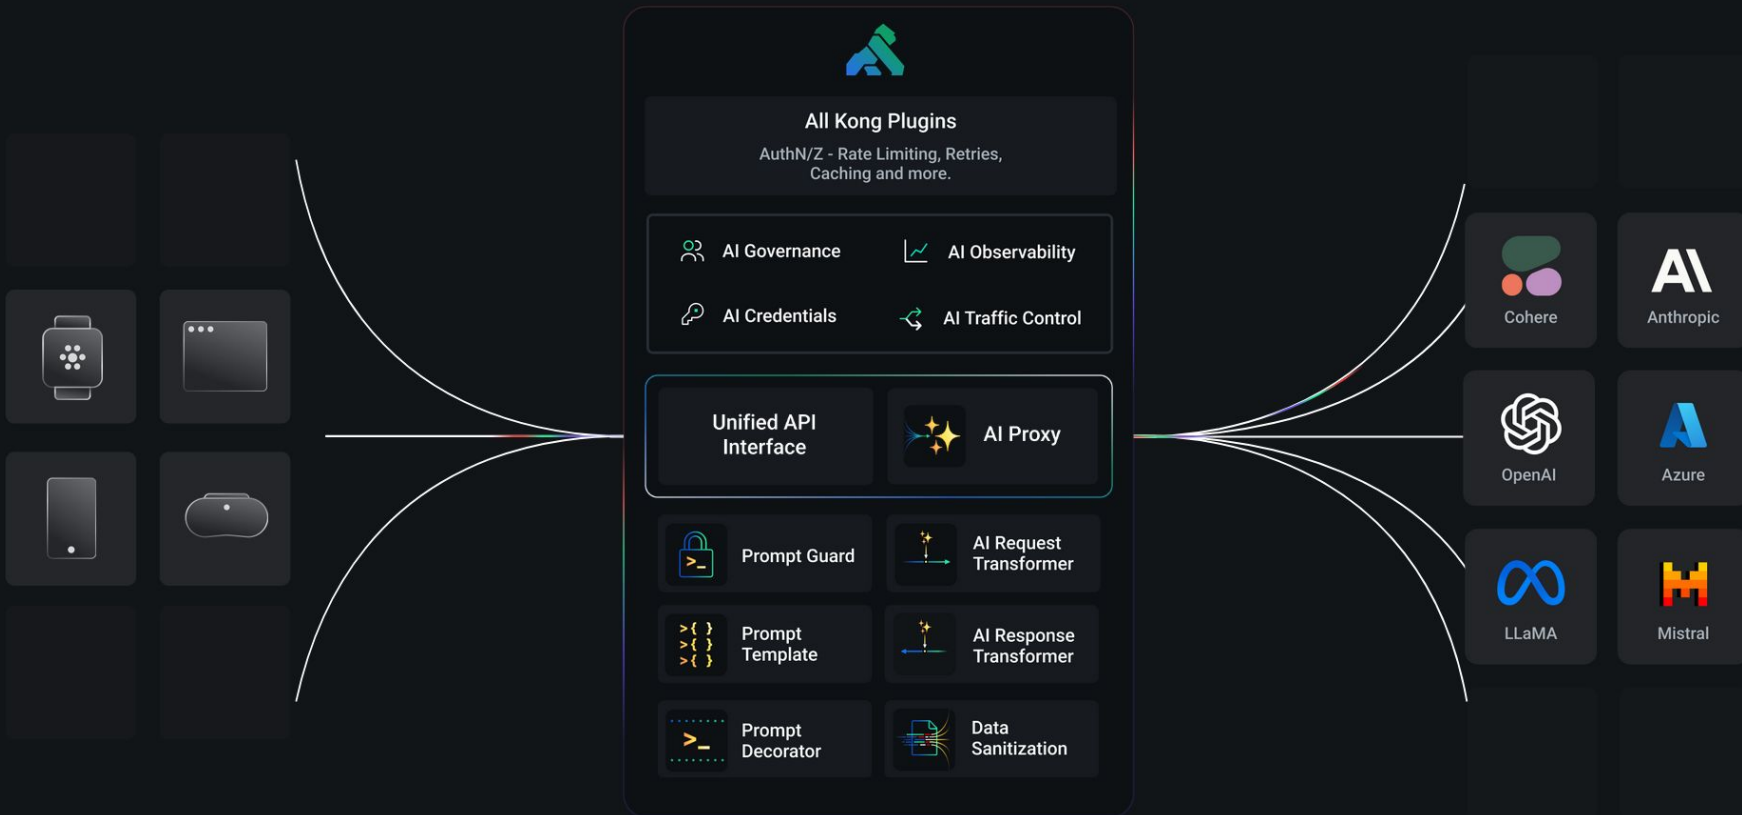 All Kong Plugins
AuthN/Z - Rate Limiting, Retries,
Caching and more.
AI Governance
AI Observability
AI Credentials
AI Traffic Control
Unified API
Interface
AI Proxy
Prompt Guard
AI Request
Transformer
Prompt
Template
AI Response
Transformer
Prompt
Decorator
Data
Sanitization
Cohere
Anthropic
OpenAI
Azure
LLaMA
Mistral